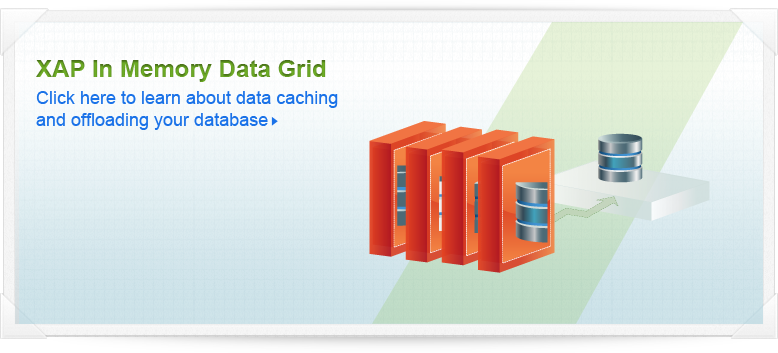 XAP In Memory Data Grid
Click here to learn about data caching
and offloading your database